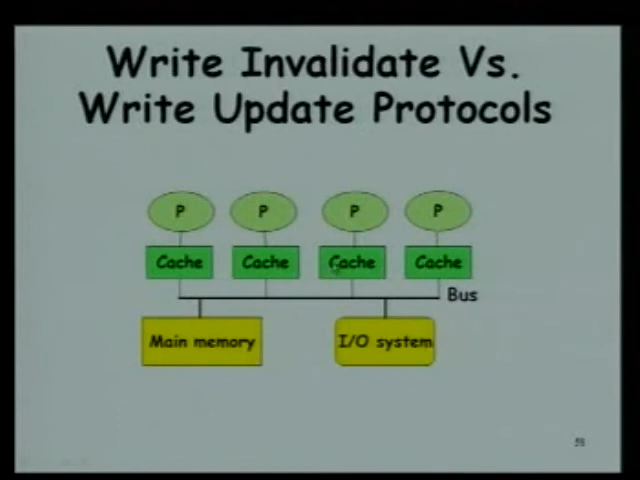 Write Invalidate Vs.
Write Update Protocols
P P P P
Cache Cache Cache Cache
Bus
Main memory I/O system